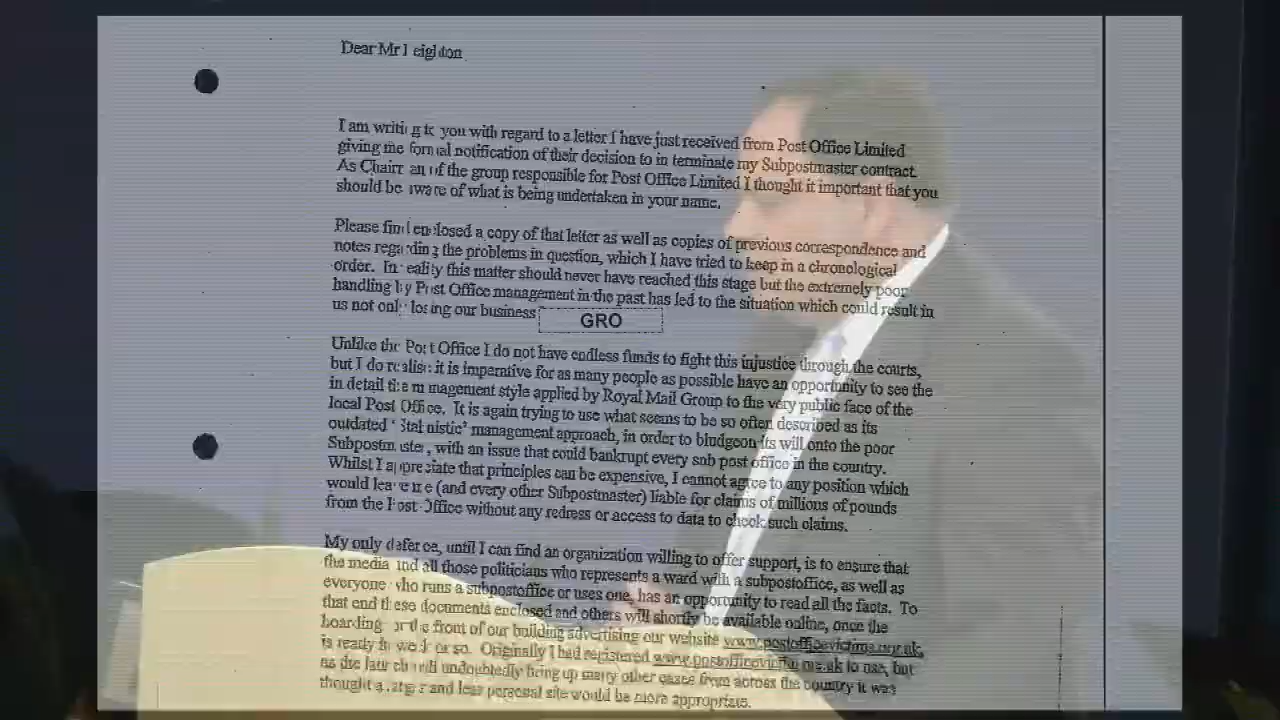 Dear Mr Leighton
I am writing to you with regard to a letter I have just received from Post Office Limited
giving me formal notification of their decision to in terminate my Subpostmaster contract.
As Chairman of the group responsible for Post Office Limited I thought it important that you
should be aware of what is being undertaken in your name.
Please find enclosed a copy of that letter as well as copies of previous correspondence and
notes regarding the problems in question, which I have tried to keep in a chronological
order. In reality this matter should never have reached this stage but the extremely poor
handling by Post Office management in the past has led to the situation which could result in
us not only losing our business GRO
Unlike the Post Office I do not have endless funds to fight this injustice through the courts,
but I do realise it is imperative for as many people as possible have an opportunity to see the
in detail the management style applied by Royal Mail Group to the very public face of the
local Post Office. It is again trying to use what seems to be so often described as its
outdated 'Stalinistic' management approach, in order to bludgeon its will onto the poor
Subpostmaster, with an issue that could bankrupt every sub post office in the country.
Whilst I appreciate that principles can be expensive, I cannot agree to any position which
would leave me (and every other Subpostmaster) liable for claims of millions of pounds
from the Post Office without any redress or access to data to check such claims.
My only defence, until I can find an organization willing to offer support, is to ensure that
the media and all those politicians who represents a ward with a subpostoffice, as well as
everyone who runs a subpostoffice or uses one, has an opportunity to read all the facts. To
that end these documents enclosed and others will shortly be available online, once the
hoarding on the front of our building advertising our website www.postofficevictims.org.uk,
is ready in week or so. Originally I had registered www.postofficevictim.org.uk to use, but
as the latter will undoubtedly bring up many other cases from across the country it was
thought a larger and less personal site would be more appropriate.